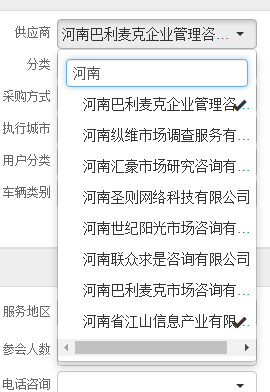 供应商
河南巴利麦克企业管理咨...
分类
河南
采购方式
河南巴利麦克企业管理咨...
河南纵维市场调查服务有...
执行城市
河南汇豪市场研究咨询有...
用户分类
河南圣则网络科技有限公司
车辆类别
河南世纪阳光市场咨询有...
河南联众求是咨询有限公司
河南巴利麦克市场咨询有...
服务地区
河南省江山信息产业有限...
参会人数
电话咨询